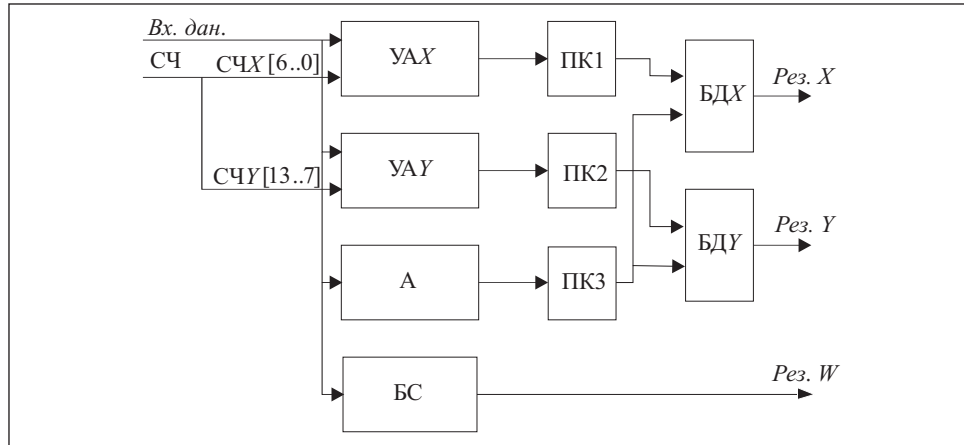 Вх. дан.
СЧ
СЧX [6..0]
УАX
ПК1
БДX
Рез. X
СЧY [13..7]
УАY
ПК2
БДY
Рез. Y
А
ПК3
БС
Рез. W